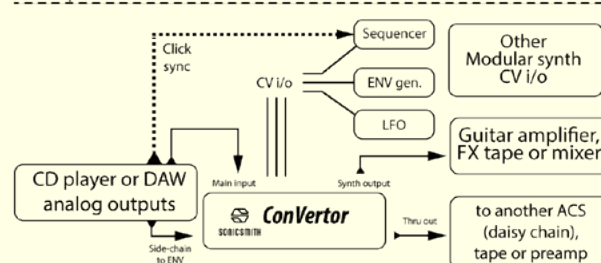 Click
sync
Sequencer
CV i/o
ENV gen.
LFO
Other
Modular synth
CV i/o
CD player or DAW
analog outputs
Main input
Synth output
Guitar amplifier,
FX tape or mixer
SONICSMITH
ConVertor
Side-chain
to ENV
Thru out
to another ACS
(daisy chain),
tape or preamp